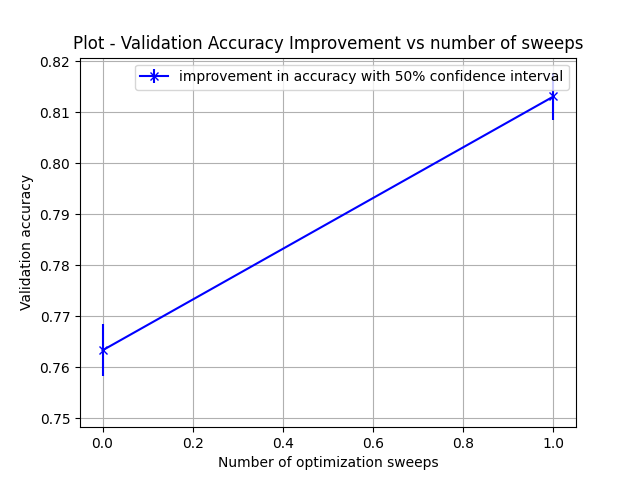 Plot - Validation Accuracy Improvement vs number of sweeps
improvement in accuracy with 50% confidence interval
Validation accuracy
0.82
0.81
0.80
0.79
0.78
0.77
0.76
0.75
0.0 0.2 0.4 0.6 0.8 1.0
Number of optimization sweeps